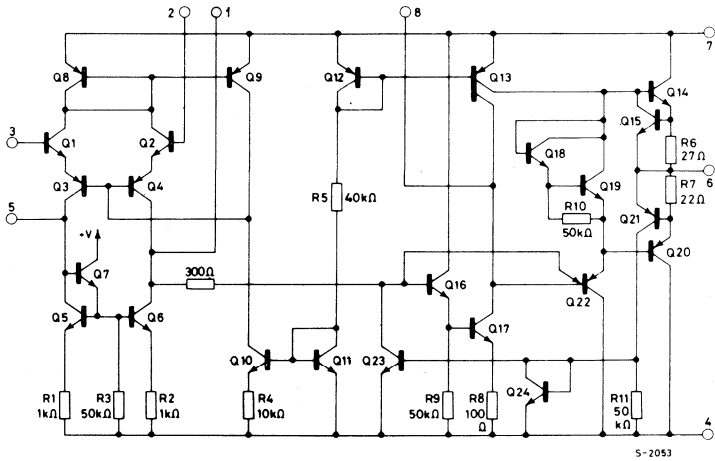 2 1 8
7
Q8 Q9 Q12 Q13 Q14
Q15
3
Q1 Q2 Q18 R6
27Ω
6
Q3 Q4 Q19 R7
22Ω
5
R5 40kΩ
R10
50kΩ
Q21
+V
Q7
300Ω
Q20
Q16 Q22
Q5 Q6 Q17
Q10 Q11 Q23
Q24
R1
1kΩ
R3
50kΩ
R2
1kΩ
R4
10kΩ
R9
50kΩ
R8
100
Ω
R11
50
kΩ
4
S-2053